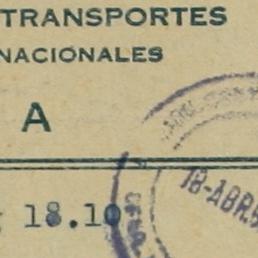 TRANSPORTES
NACIONALES
A
18.10
18-ABR.